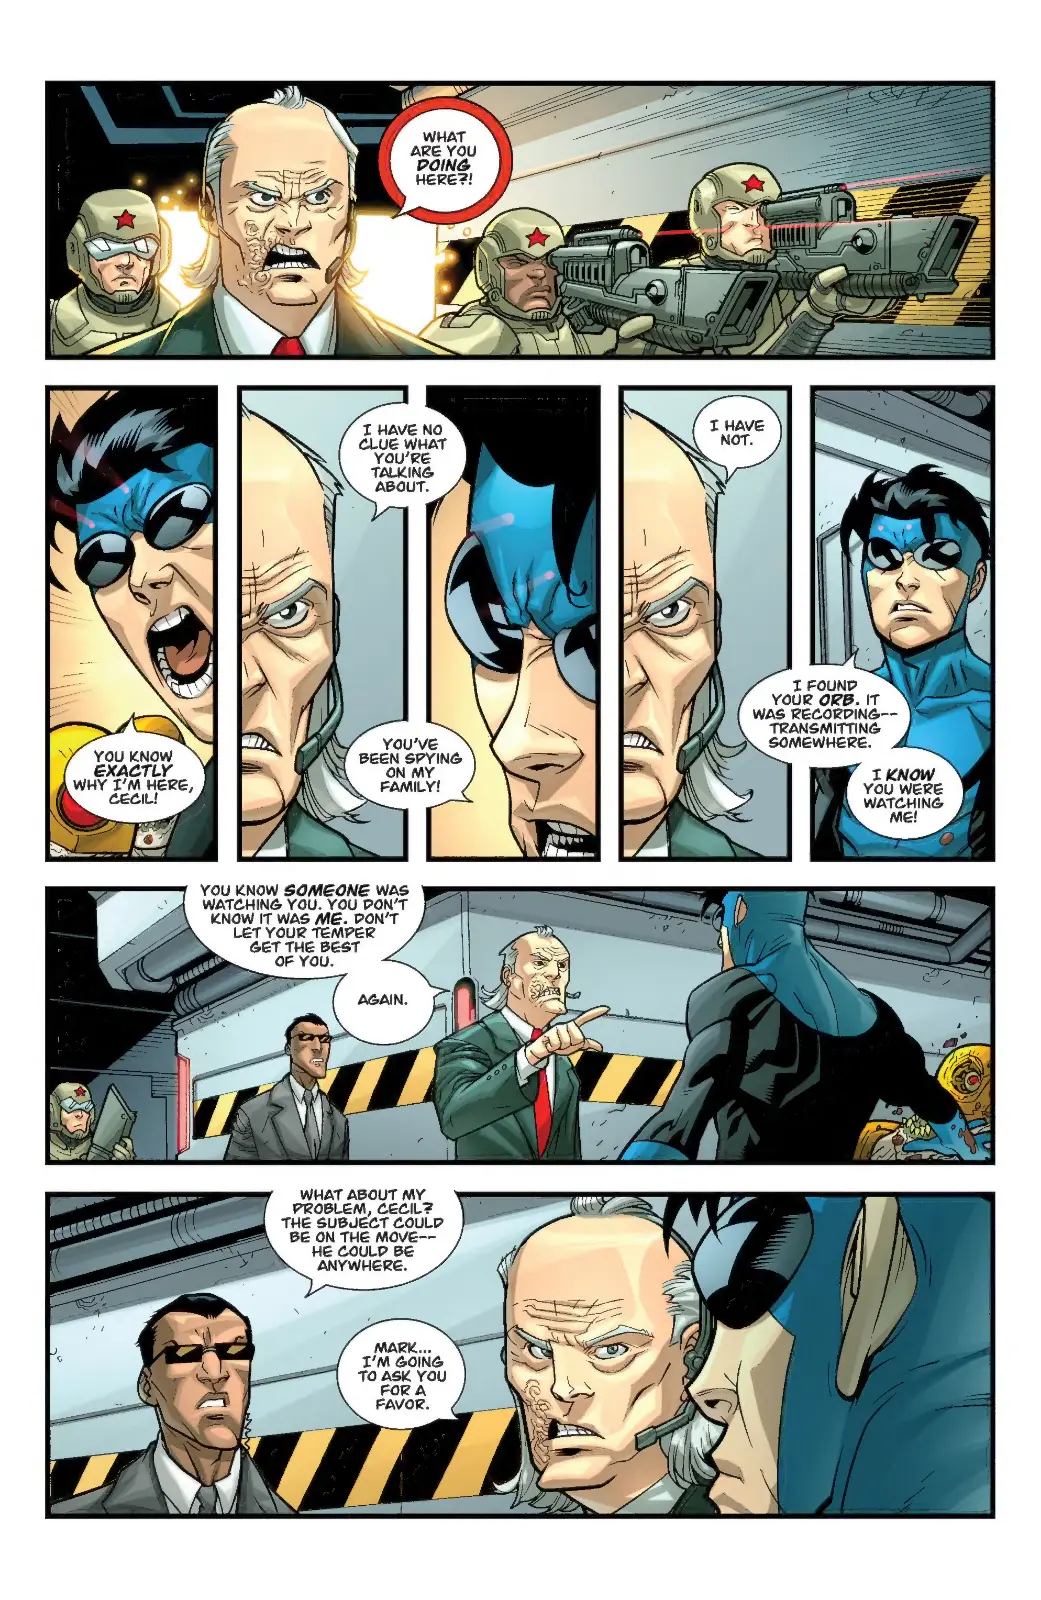 WHAT
ARE YOU
DOING
HERE?!
YOU KNOW
EXACTLY
WHY I'M HERE,
CECIL!
I HAVE NO
CLUE WHAT
YOU'RE
TALKING
ABOUT.
YOU'VE
BEEN SPYING
ON MY
FAMILY!
I HAVE
NOT.
I FOUND
YOUR ORB. IT
WAS RECORDING--
TRANSMITTING
SOMEWHERE.
I KNOW
YOU WERE
WATCHING
ME!
YOU KNOW SOMEONE WAS
WATCHING YOU. YOU DON'T
KNOW IT WAS ME. DON'T
LET YOUR TEMPER
GET THE BEST
OF YOU.
AGAIN.
WHAT ABOUT MY
PROBLEM, CECIL?
THE SUBJECT COULD
BE ON THE MOVE--
HE COULD BE
ANYWHERE.
MARK...
I'M GOING
TO ASK YOU
FOR A
FAVOR.